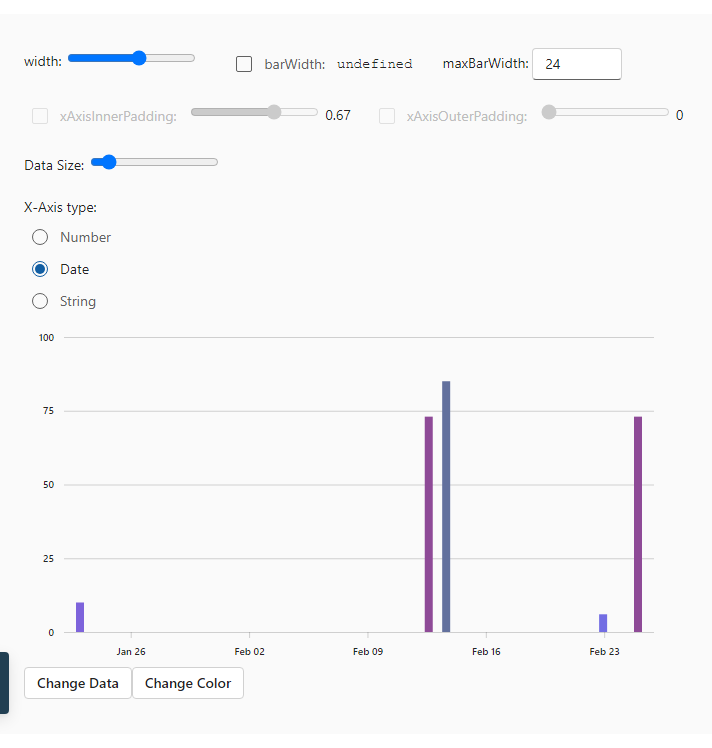 width: barWidth: undefined maxBarWidth: 24
xAxisInnerPadding: 0.67 xAxisOuterPadding: 0
Data Size:
X-Axis type:
Number
Date
String
100
75
50
25
0
Jan 26 Feb 02 Feb 09 Feb 16 Feb 23
Change Data Change Color